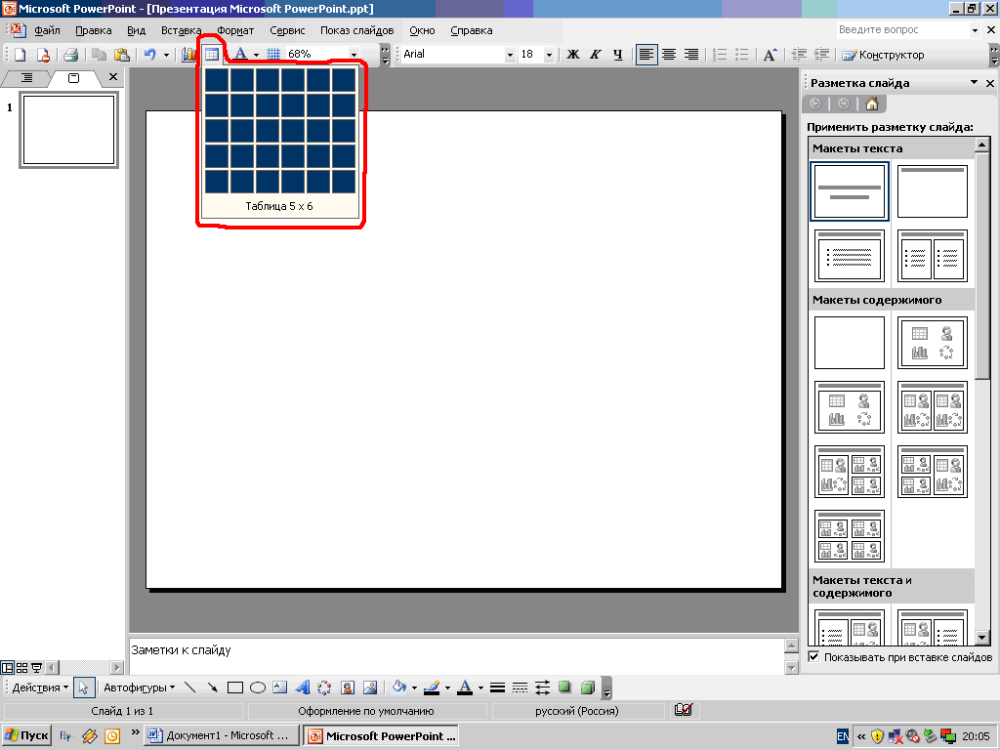 Microsoft PowerPoint - [Презентация Microsoft PowerPoint.ppt]
Файл Правка Вид Вставка Формат Сервис Показ слайдов Окно Справка Введите вопрос
68% Arial 18 Ж К Ч Конструктор
Таблица 5 x 6
1
Разметка слайда
Применить разметку слайда:
Макеты текста
Макеты содержимого
Макеты текста и
содержимого
Показывать при вставке слайдов
Заметки к слайду
Действия Автофигуры
Слайд 1 из 1 Оформление по умолчанию русский (Россия)
Пуск fly » Документ1 - Microsoft ... Microsoft PowerPoint ... EN « 20:05